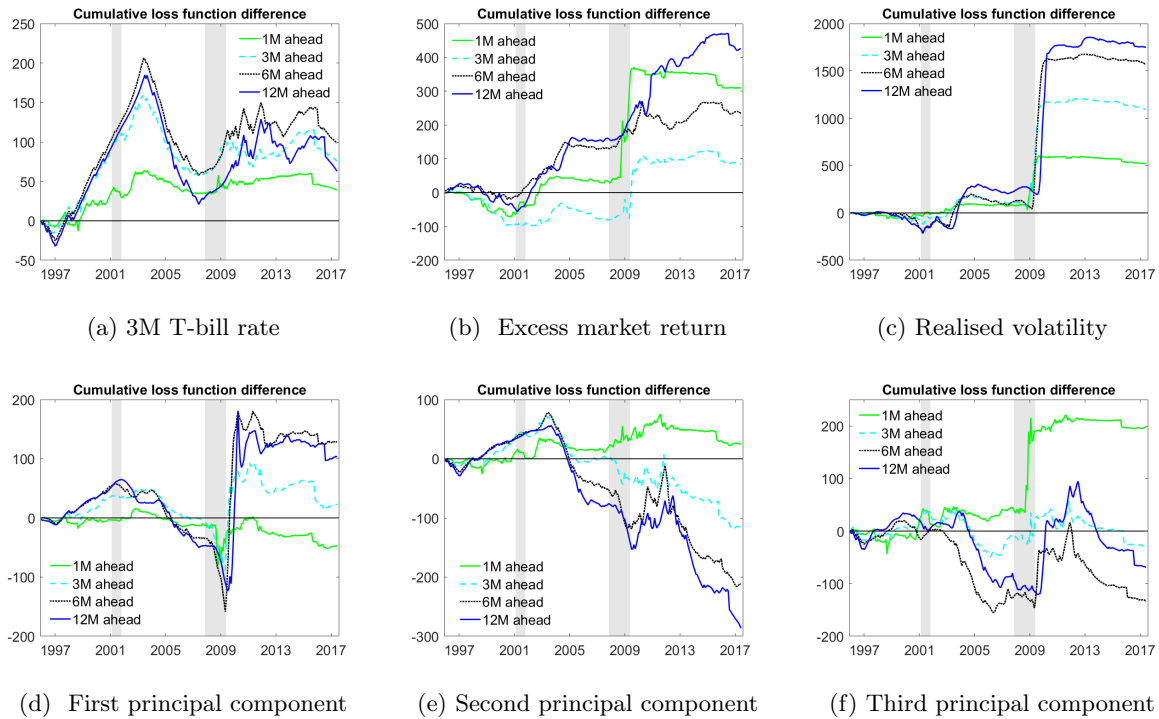 Cumulative loss function difference
200
150
100
50
0
-50
1997 2001 2005 2009 2013 2017
1M ahead
3M ahead
6M ahead
12M ahead
(a) 3M T-bill rate
Cumulative loss function difference
500
400
300
200
100
0
-100
200
1997 2001 2005 2009 2013 2017
1M ahead
3M ahead
6M ahead
12M ahead
(b) Excess market return
Cumulative loss function difference
2000
1500
1000
500
0
-500
1997 2001 2005 2009 2013 2017
1M ahead
3M ahead
6M ahead
12M ahead
(c) Realised volatility
Cumulative loss function difference
200
100
0
-100
200
1997 2001 2005 2009 2013 2017
1M ahead
3M ahead
6M ahead
12M ahead
(d) First principal component
Cumulative loss function difference
100
0
-100
-200
-300
1997 2001 2005 2009 2013 2017
1M ahead
3M ahead
6M ahead
12M ahead
(e) Second principal component
Cumulative loss function difference
200
100
0
-100
200
1997 2001 2005 2009 2013 2017
1M ahead
3M ahead
6M ahead
12M ahead
(f) Third principal component